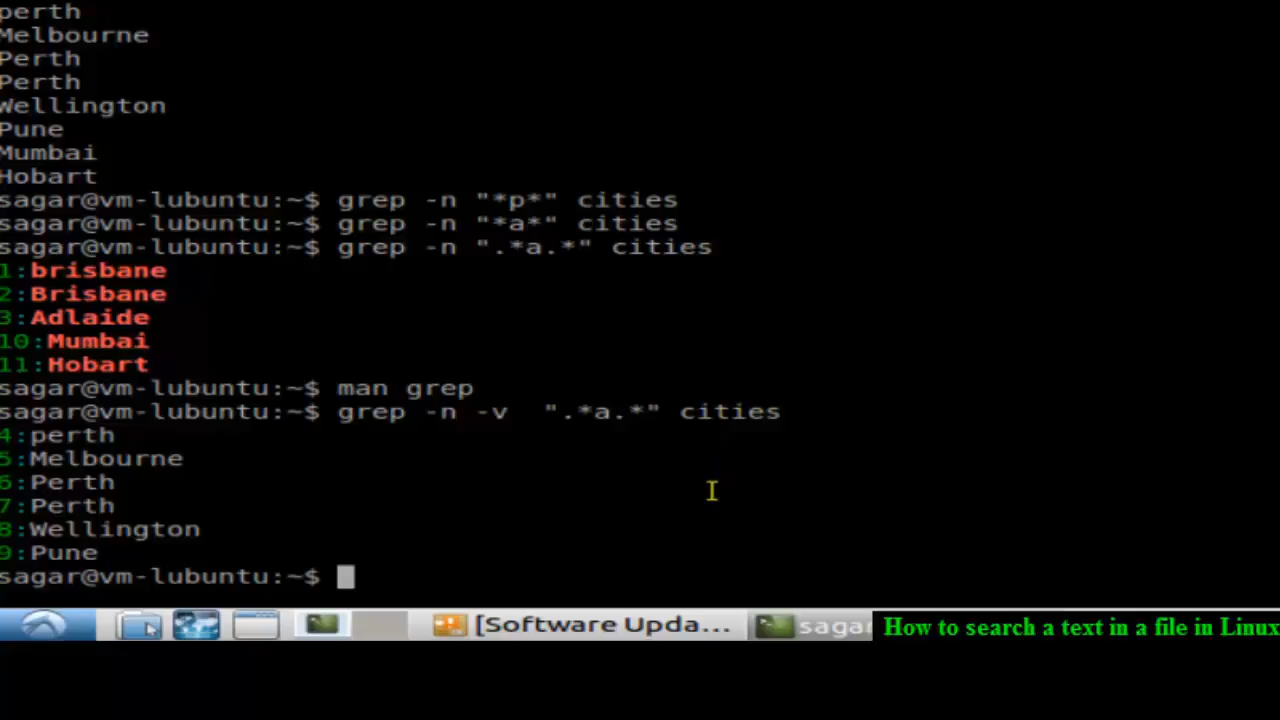 perth
Melbourne
Perth
Perth
Wellington
Pune
Mumbai
Hobart
sagar@vm-lubuntu:~$ grep -n "*p*" cities
sagar@vm-lubuntu:~$ grep -n "*a*" cities
sagar@vm-lubuntu:~$ grep -n ".*a.*" cities
1:brisbane
2:Brisbane
3:Adlaide
10:Mumbai
11:Hobart
sagar@vm-lubuntu:~$ man grep
sagar@vm-lubuntu:~$ grep -n -v  ".*a.*" cities
4:perth
5:Melbourne
6:Perth
7:Perth
8:Wellington
9:Pune
sagar@vm-lubuntu:~$
[Software Upda... sagar How to search a text in a file in Linux